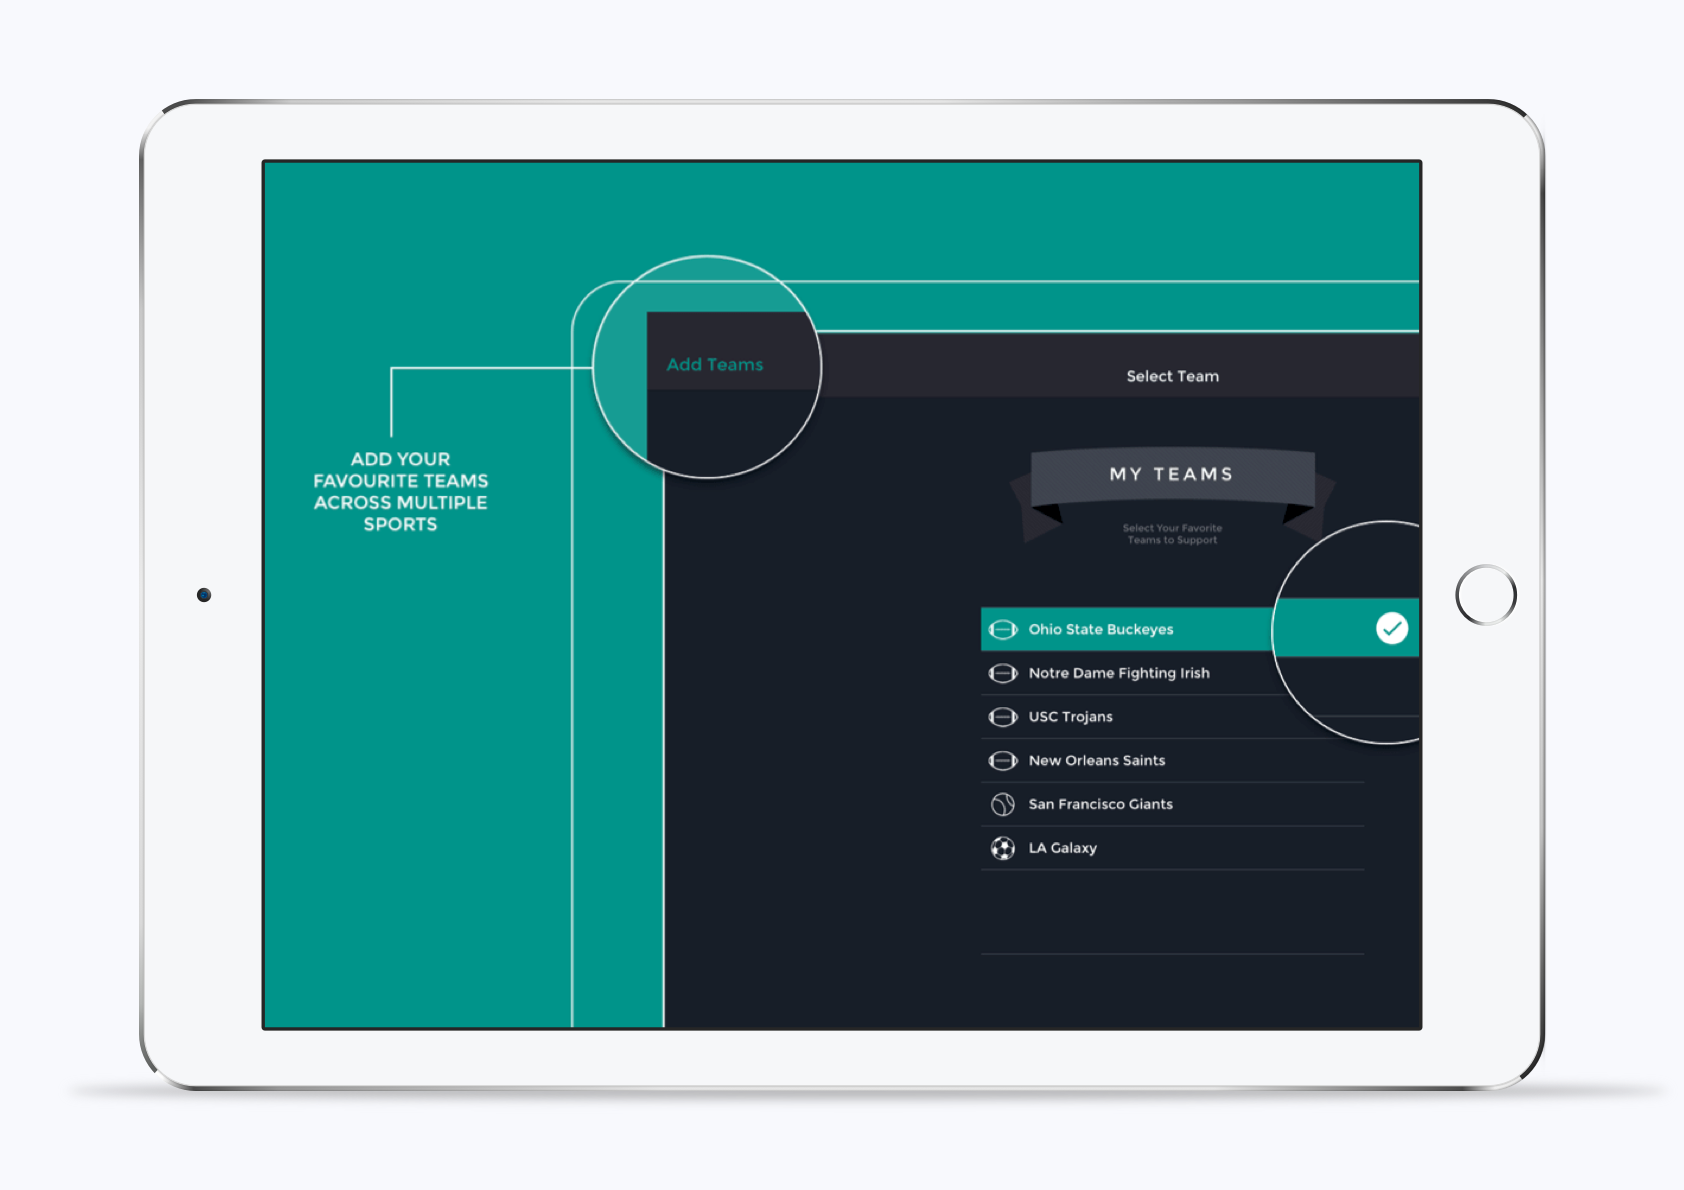 Add Teams
Select Team
ADD YOUR
FAVOURITE TEAMS
ACROSS MULTIPLE
SPORTS
MY TEAMS
Select Your Favorite
Teams to Support
Ohio State Buckeyes
Notre Dame Fighting Irish
USC Trojans
New Orleans Saints
San Francisco Giants
LA Galaxy